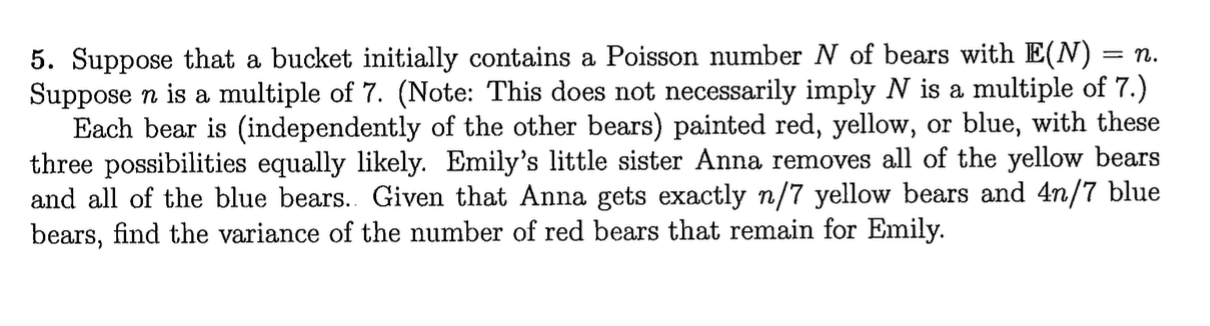 5. Suppose that a bucket initially contains a Poisson number N of bears with 𝔼(N) = n.
Suppose n is a multiple of 7. (Note: This does not necessarily imply N is a multiple of 7.)
Each bear is (independently of the other bears) painted red, yellow, or blue, with these
three possibilities equally likely. Emily's little sister Anna removes all of the yellow bears
and all of the blue bears. Given that Anna gets exactly n/7 yellow bears and 4n/7 blue
bears, find the variance of the number of red bears that remain for Emily.